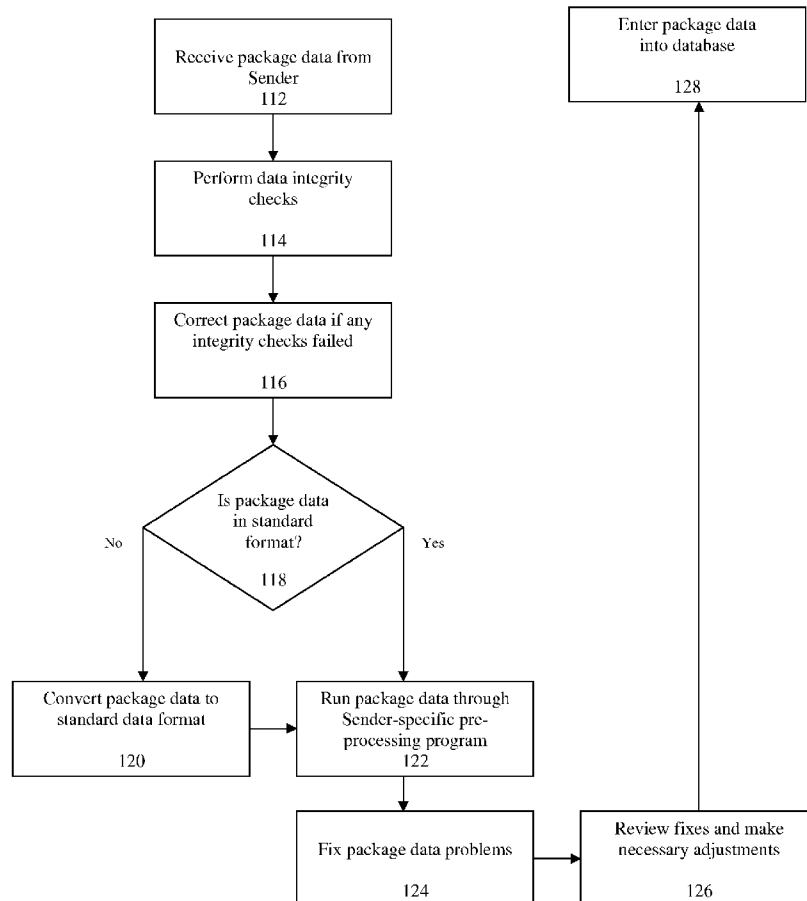 Receive package data from
Sender
112
Perform data integrity
checks
114
Correct package data if any
integrity checks failed
116
Is package data
in standard
format?
118
No
Yes
Convert package data to
standard data format
120
Run package data through
Sender-specific pre-
processing program
122
Fix package data problems
124
Review fixes and make
necessary adjustments
126
Enter package data
into database
128